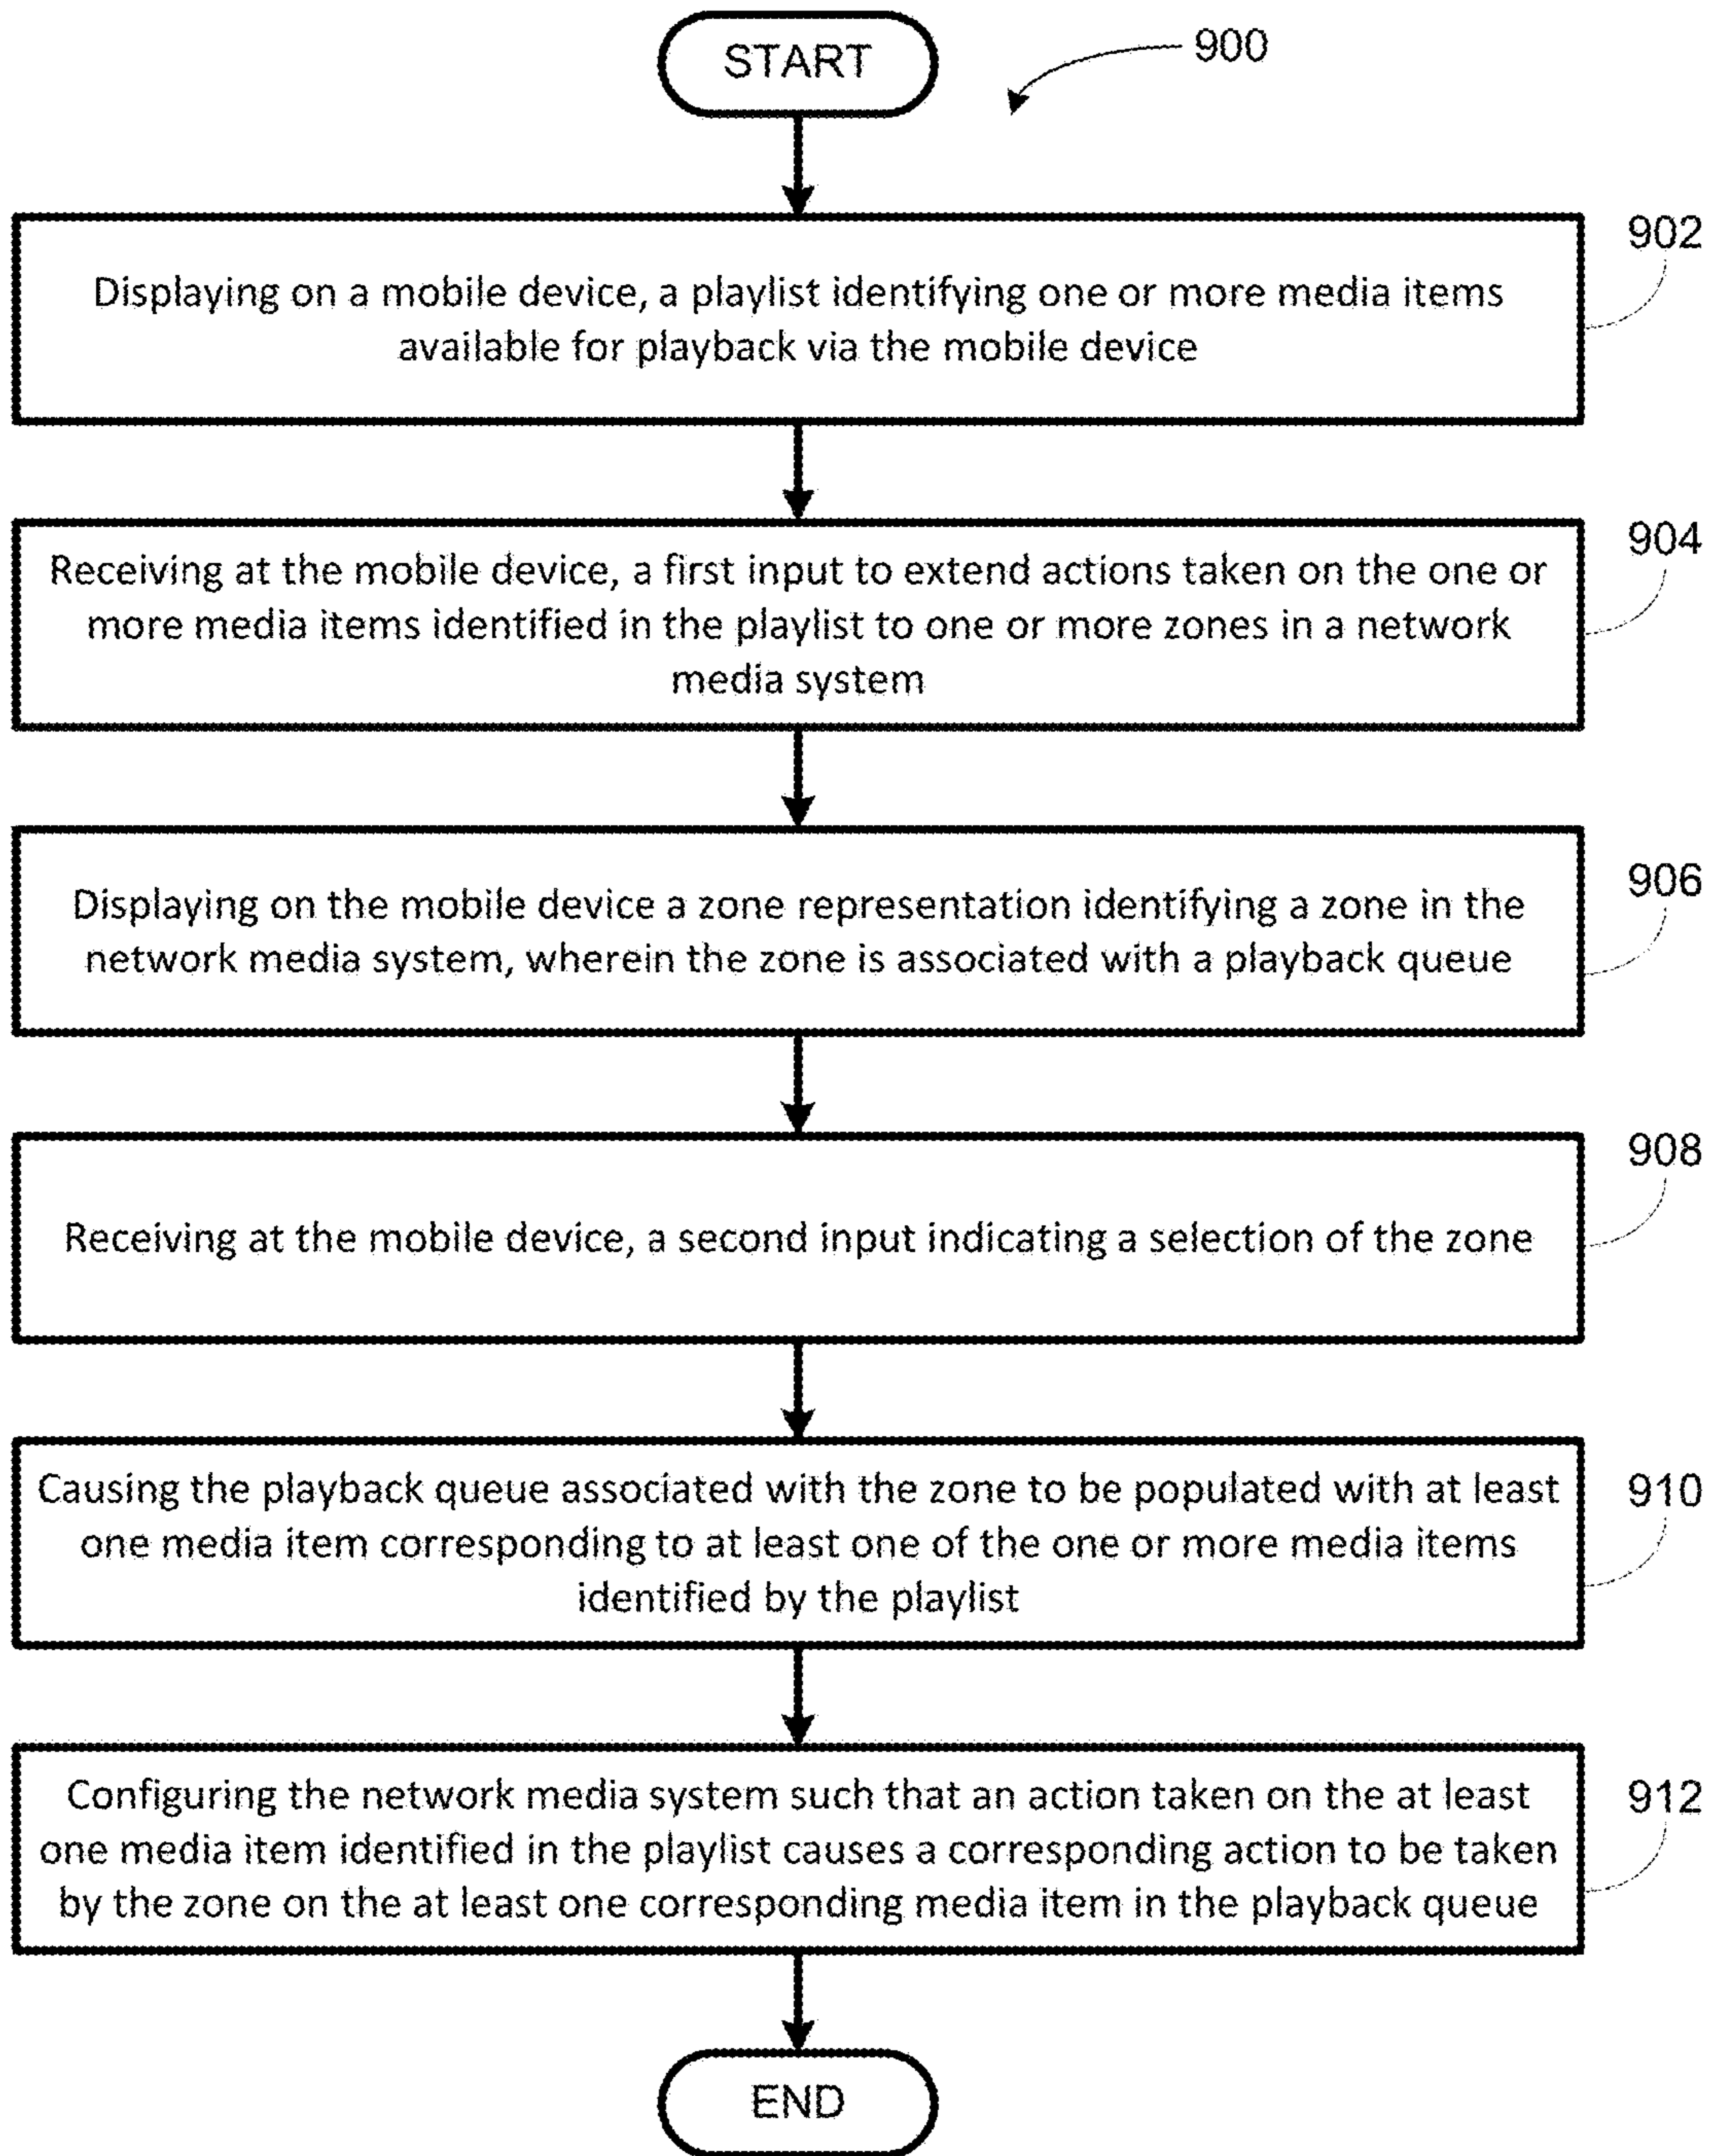 START
900
902
Displaying on a mobile device, a playlist identifying one or more media items
available for playback via the mobile device
904
Receiving at the mobile device, a first input to extend actions taken on the one or
more media items identified in the playlist to one or more zones in a network
media system
906
Displaying on the mobile device a zone representation identifying a zone in the
network media system, wherein the zone is associated with a playback queue
908
Receiving at the mobile device, a second input indicating a selection of the zone
910
Causing the playback queue associated with the zone to be populated with at least
one media item corresponding to at least one of the one or more media items
identified by the playlist
912
Configuring the network media system such that an action taken on the at least
one media item identified in the playlist causes a corresponding action to be taken
by the zone on the at least one corresponding media item in the playback queue
END